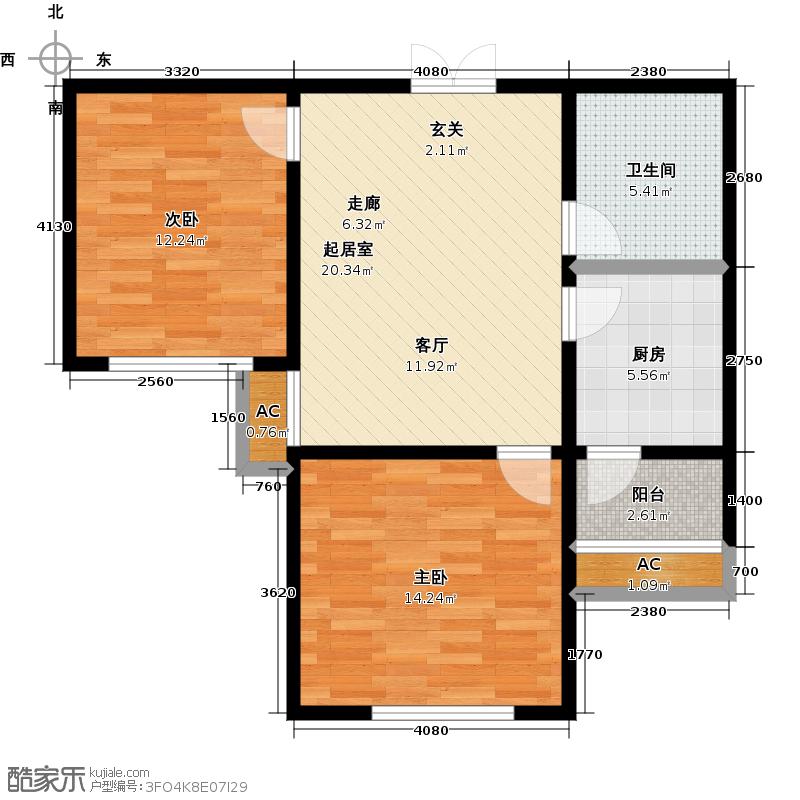 北
西
东
南
3320
4080
2380
玄关
2.11㎡
卫生间
5.41㎡
2680
走廊
6.32㎡
次卧
12.24㎡
4130
起居室
20.34㎡
客厅
11.92㎡
厨房
5.56㎡
2750
2560
1560
AC
0.76㎡
760
阳台
2.61㎡
1400
AC
1.09㎡
700
主卧
14.24㎡
3620
2380
1770
4080
酷家乐 kujiale.com
户型编号:3FO4K8E07I29